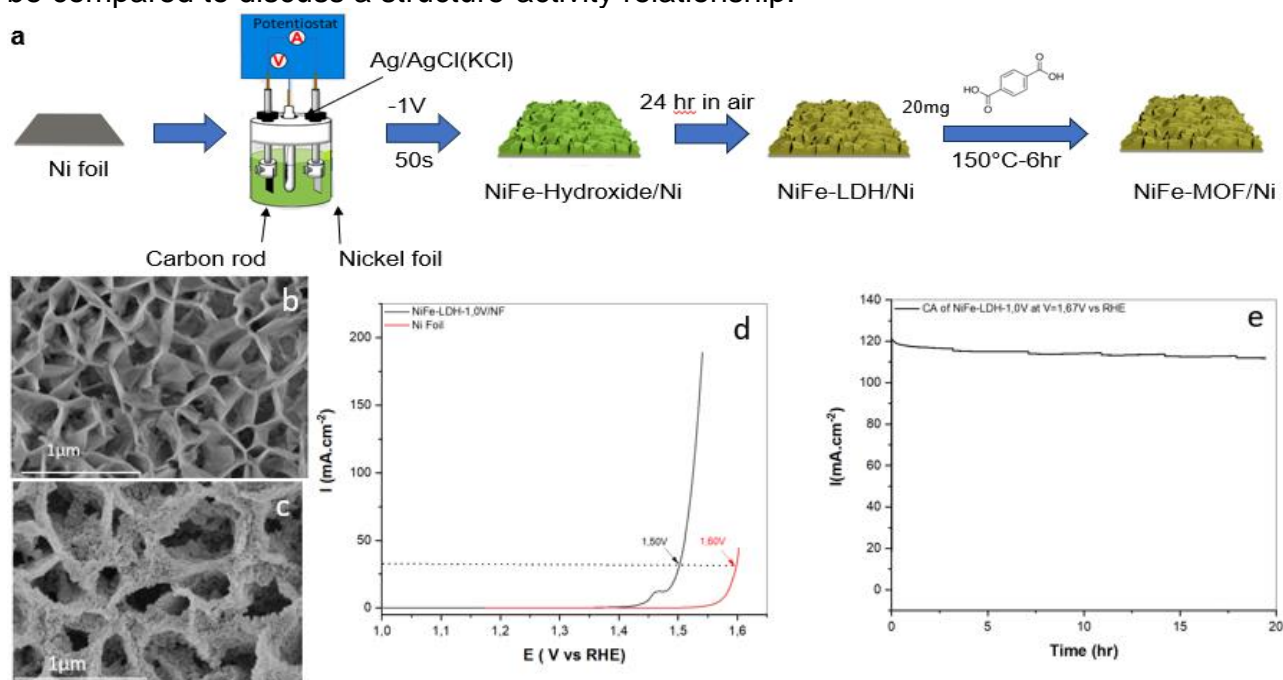 be compared to discuss a structure-activity relationship.
a
Potentiostat
A
V
Ag/AgCl(KCl)
Ni foil
-1V
50s
NiFe-Hydroxide/Ni
24 hr in air
NiFe-LDH/Ni
20mg
O
OH
HO
O
150°C-6hr
NiFe-MOF/Ni
Carbon rod
Nickel foil
b
1µm
c
1µm
d
NiFe-LDH-1,0V/NF
Ni Foil
200
150
100
50
0
I (mA.cm-2)
1,50V
1,60V
1,0
1,1
1,2
1,3
1,4
1,5
1,6
E ( V vs RHE)
e
CA of NiFe-LDH-1,0V at V=1,67V vs RHE
140
120
100
80
60
40
20
0
I(mA.cm-2)
0
5
10
15
20
Time (hr)